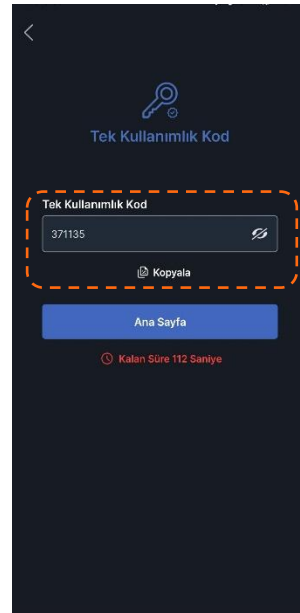 Tek Kullanımlık Kod
Tek Kullanımlık Kod
371135
Kopyala
Ana Sayfa
Kalan Süre 112 Saniye